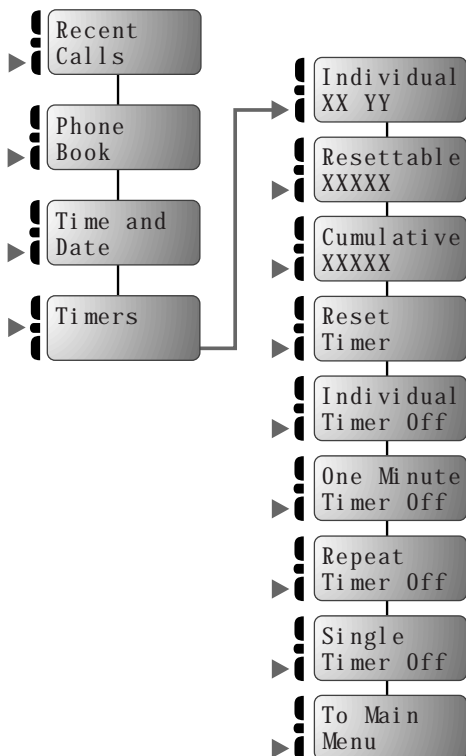 Recent
Calls
Phone
Book
Time and
Date
Timers
Individual
XX YY
Resettable
XXXXX
Cumulative
XXXXX
Reset
Timer
Individual
Timer Off
One Minute
Timer Off
Repeat
Timer Off
Single
Timer Off
To Main
Menu